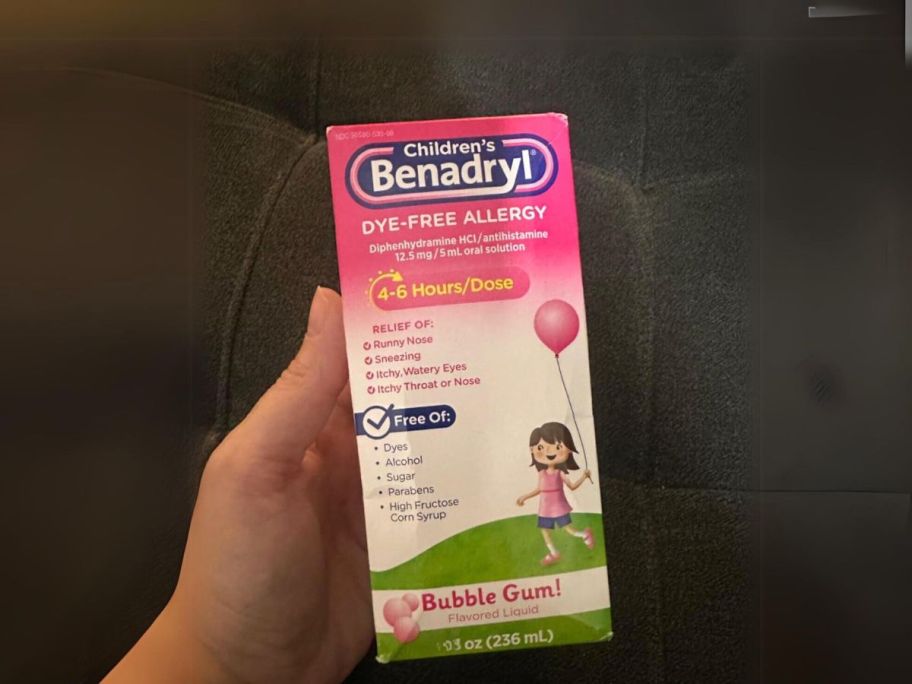 Children's
Benadryl®
DYE-FREE ALLERGY
Diphenhydramine HCl/antihistamine
12.5 mg/5 mL oral solution
4-6 Hours/Dose
RELIEF OF:
Runny Nose
Sneezing
Itchy, Watery Eyes
Itchy Throat or Nose
Free Of:
• Dyes
• Alcohol
• Sugar
• Parabens
• High Fructose
Corn Syrup
Bubble Gum!
Flavored Liquid
oz (236 mL)